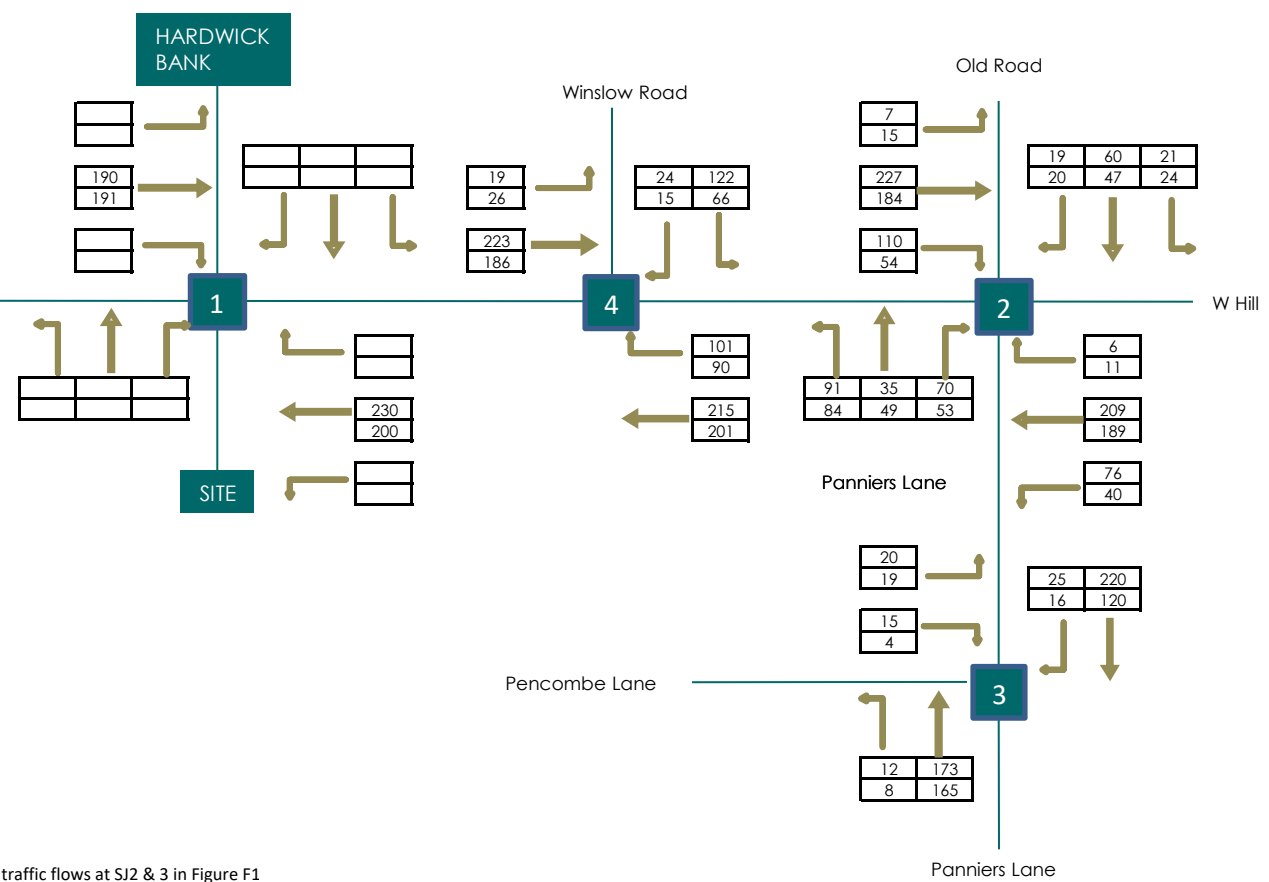 HARDWICK
BANK
Old Road
Winslow Road
7
15
19 60 21
20 47 24
190
191
19
26
24 122
15 66
227
184
223
186
110
54
1
4
2
W Hill
101
90
6
11
91 35 70
84 49 53
230
200
215
201
209
189
SITE
Panniers Lane
76
40
20
19
25 220
16 120
15
4
Pencombe Lane
3
12 173
8 165
traffic flows at SJ2 & 3 in Figure F1
Panniers Lane